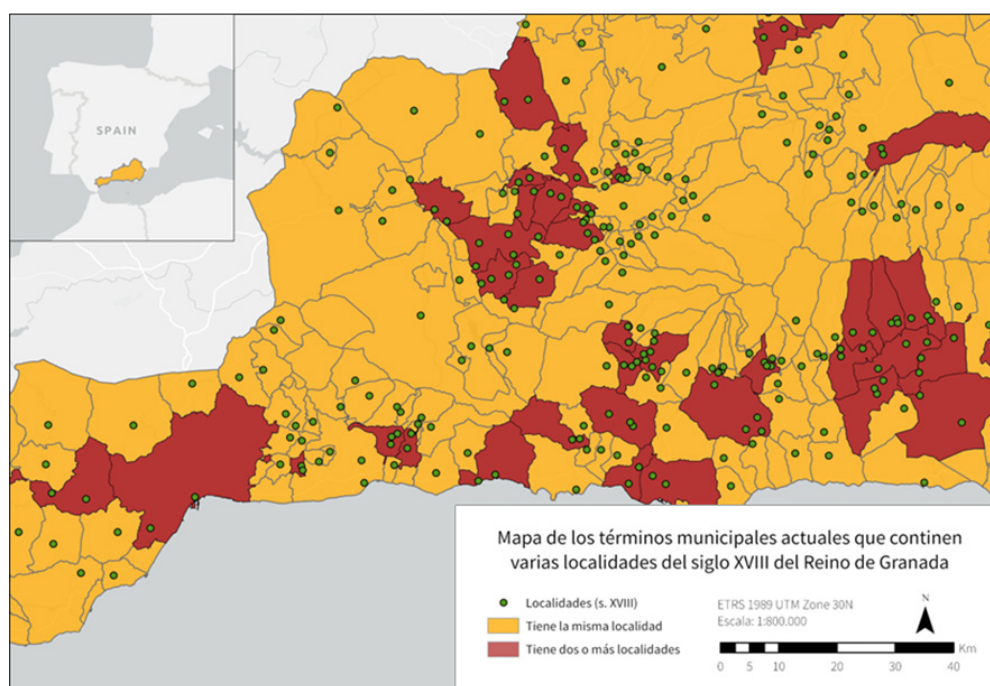 SPAIN
Mapa de los términos municipales actuales que continen
varias localidades del siglo XVIII del Reino de Granada
Localidades (s. XVIII)
Tiene la misma localidad
Tiene dos o más localidades
ETRS 1989 UTM Zone 30N
Escala: 1:800.000
N
Km
0 5 10 20 30 40